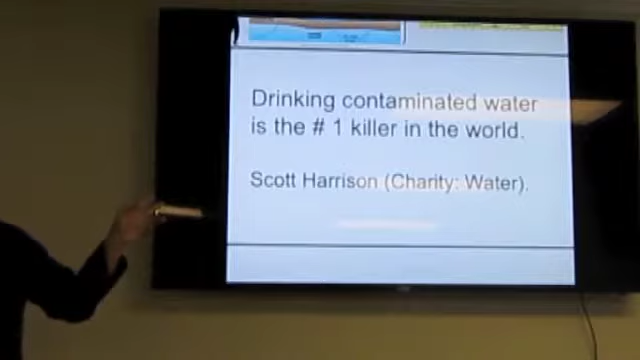 Drinking contaminated water
is the # 1 killer in the world.
Scott Harrison (Charity: Water).